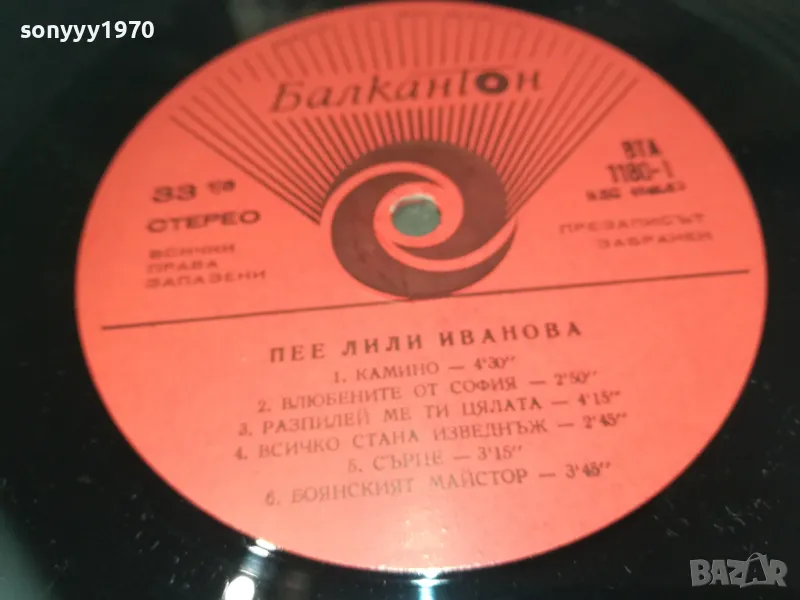 sonyyy1970
БалканТон
33 1/3
СТЕРЕО
ВСИЧКИ
ПРАВА
ЗАПАЗЕНИ
ВТА
1180-I
ПРЕЗАПИСЪТ
ЗАБРАНЕН
ПЕЕ ЛИЛИ ИВАНОВА
1. КАМИНО — 4'30"
2. ВЛЮБЕНИТЕ ОТ СОФИЯ — 2'50"
3. РАЗПИЛЕЙ МЕ ТИ ЦЯЛАТА — 4'15"
4. ВСИЧКО СТАНА ИЗВЕДНЪЖ — 2'45"
5. СЪРЦЕ — 3'15"
6. БОЯНСКИЯТ МАЙСТОР — 3'45"
BAZAR